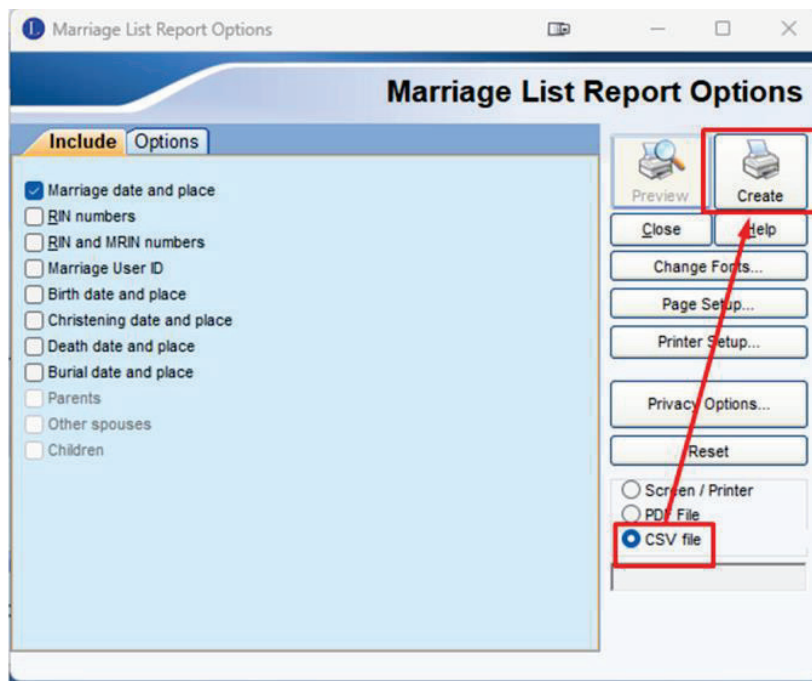 Marriage List Report Options
Marriage List Report Options
Include Options
Marriage date and place
RIN numbers
RIN and MRIN numbers
Marriage User ID
Birth date and place
Christening date and place
Death date and place
Burial date and place
Parents
Other spouses
Children
Preview Create
Close Help
Change Fonts...
Page Setup...
Printer Setup...
Privacy Options...
Reset
Screen / Printer
PDF File
CSV file